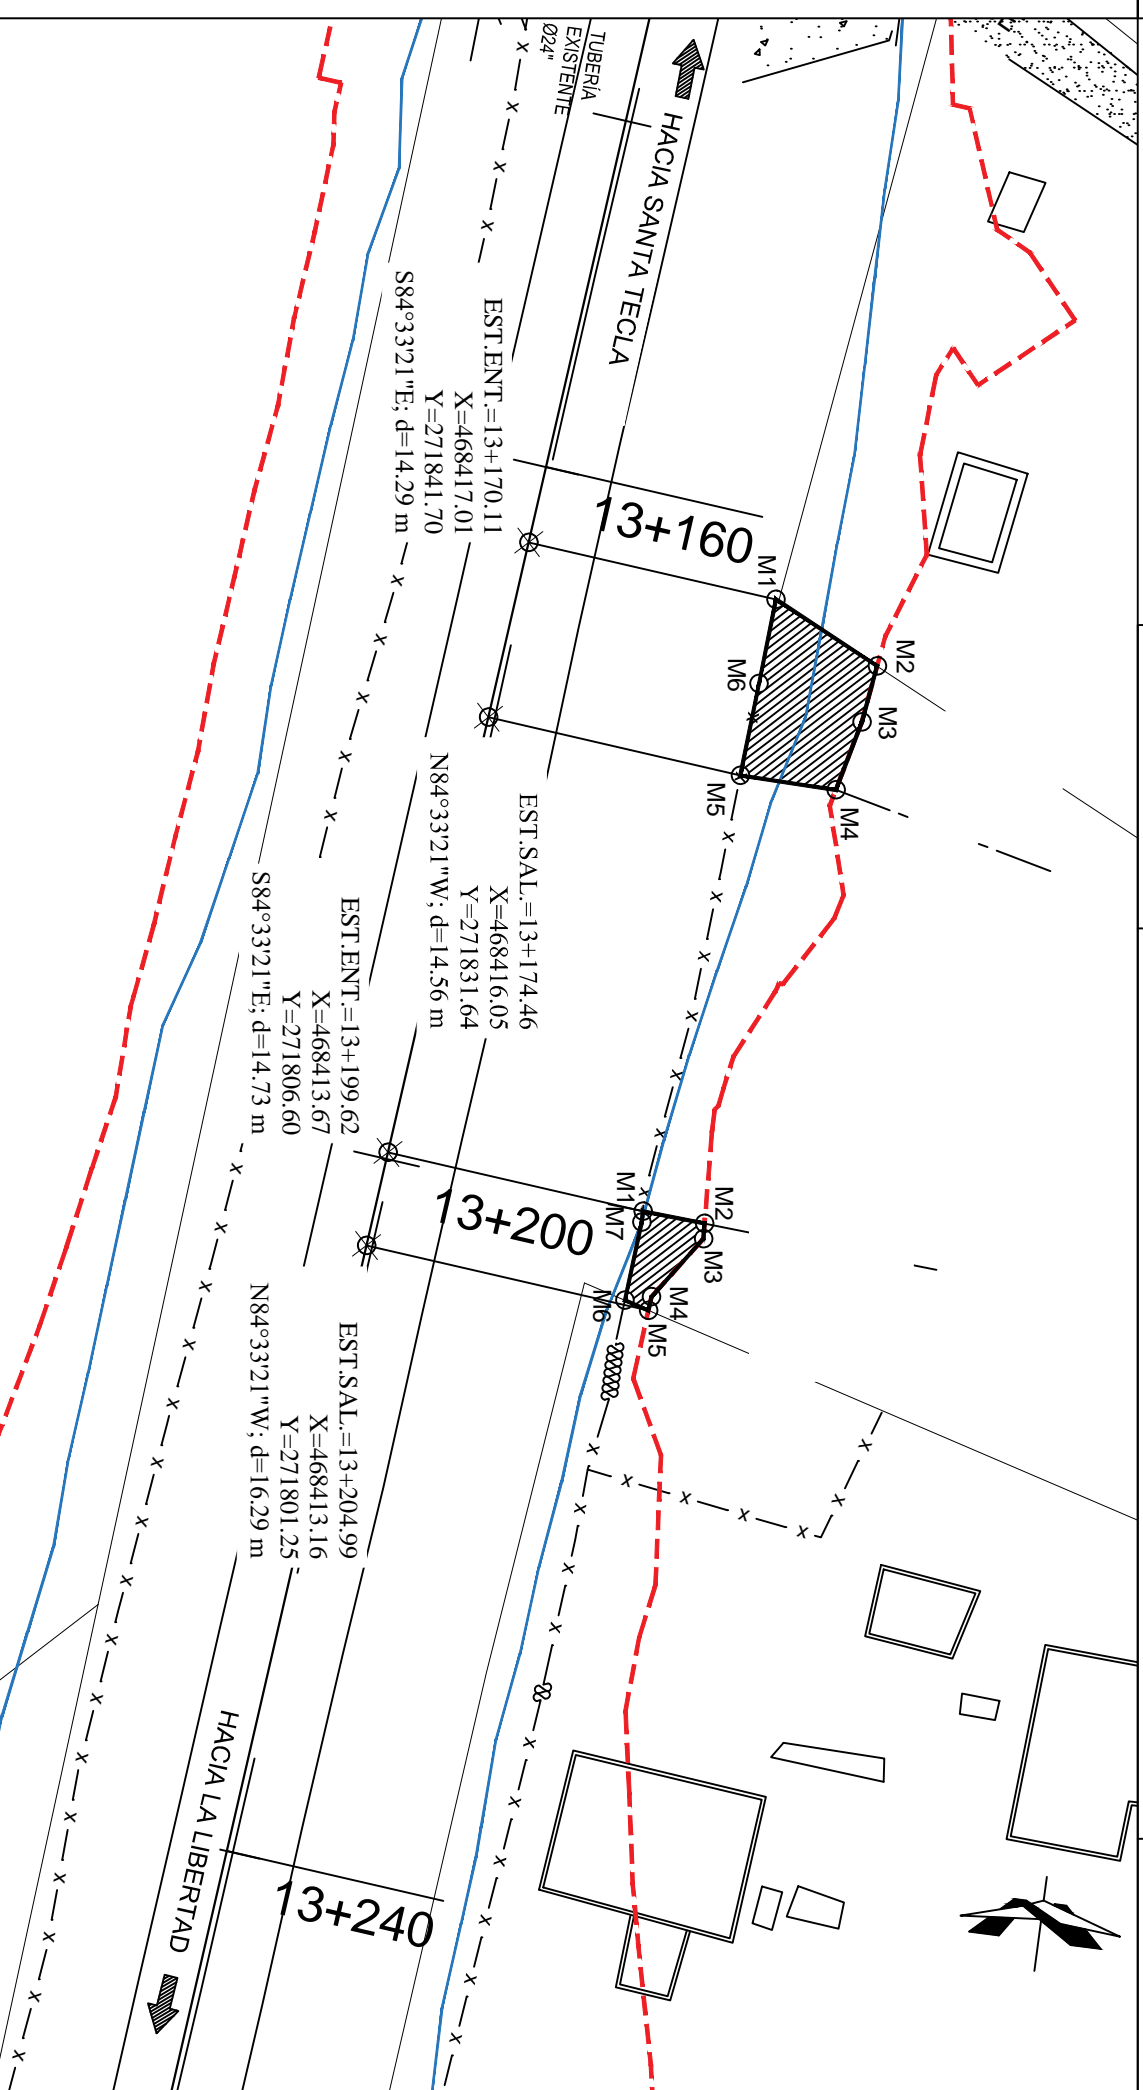 TUBERÍA
EXISTENTE
Ø24"
HACIA SANTA TECLA
EST.ENT.=13+170.11
X=468417.01
Y=271841.70
S84°33'21"E; d=14.29 m
13+160
M1
M2
M3
M4
M5
M6
EST.SAL.=13+174.46
X=468416.05
Y=271831.64
N84°33'21"W; d=14.56 m
EST.ENT.=13+199.62
X=468413.67
Y=271806.60
S84°33'21"E; d=14.73 m
13+200
M1
M2
M3
M4
M5
M6
M7
EST.SAL.=13+204.99
X=468413.16
Y=271801.25
N84°33'21"W; d=16.29 m
HACIA LA LIBERTAD
13+240